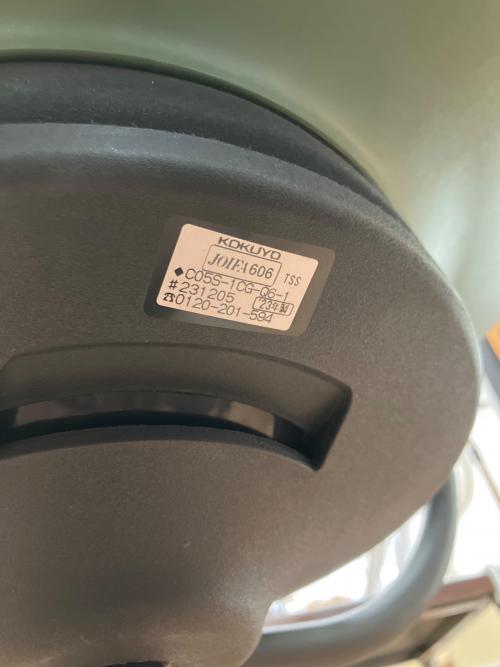 KOKUYO
JOIFA606 TSS
◆C05S-1CG-Q6-1
#231205 23年製
☎0120-201-594